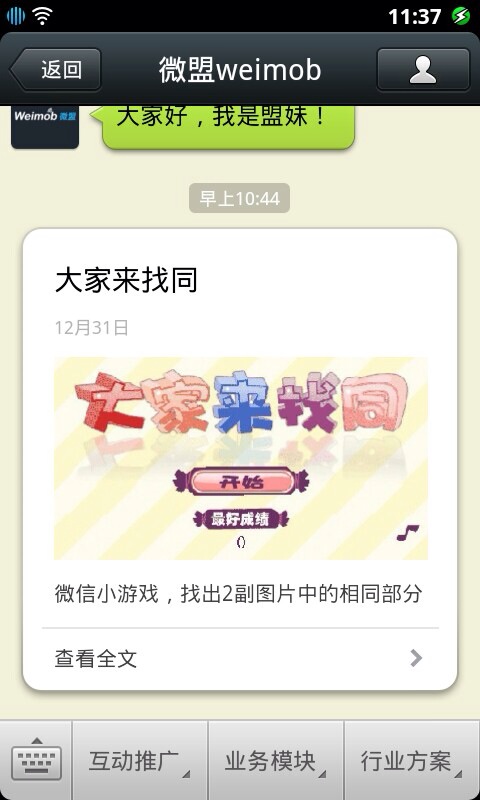 11:37
返回
微盟weimob
Weimob 微盟
大家好，我是盟妹！
早上10:44
大家来找同
12月31日
大家来找同
开始
最好成绩
0
微信小游戏，找出2副图片中的相同部分
查看全文
互动推广
业务模块
行业方案